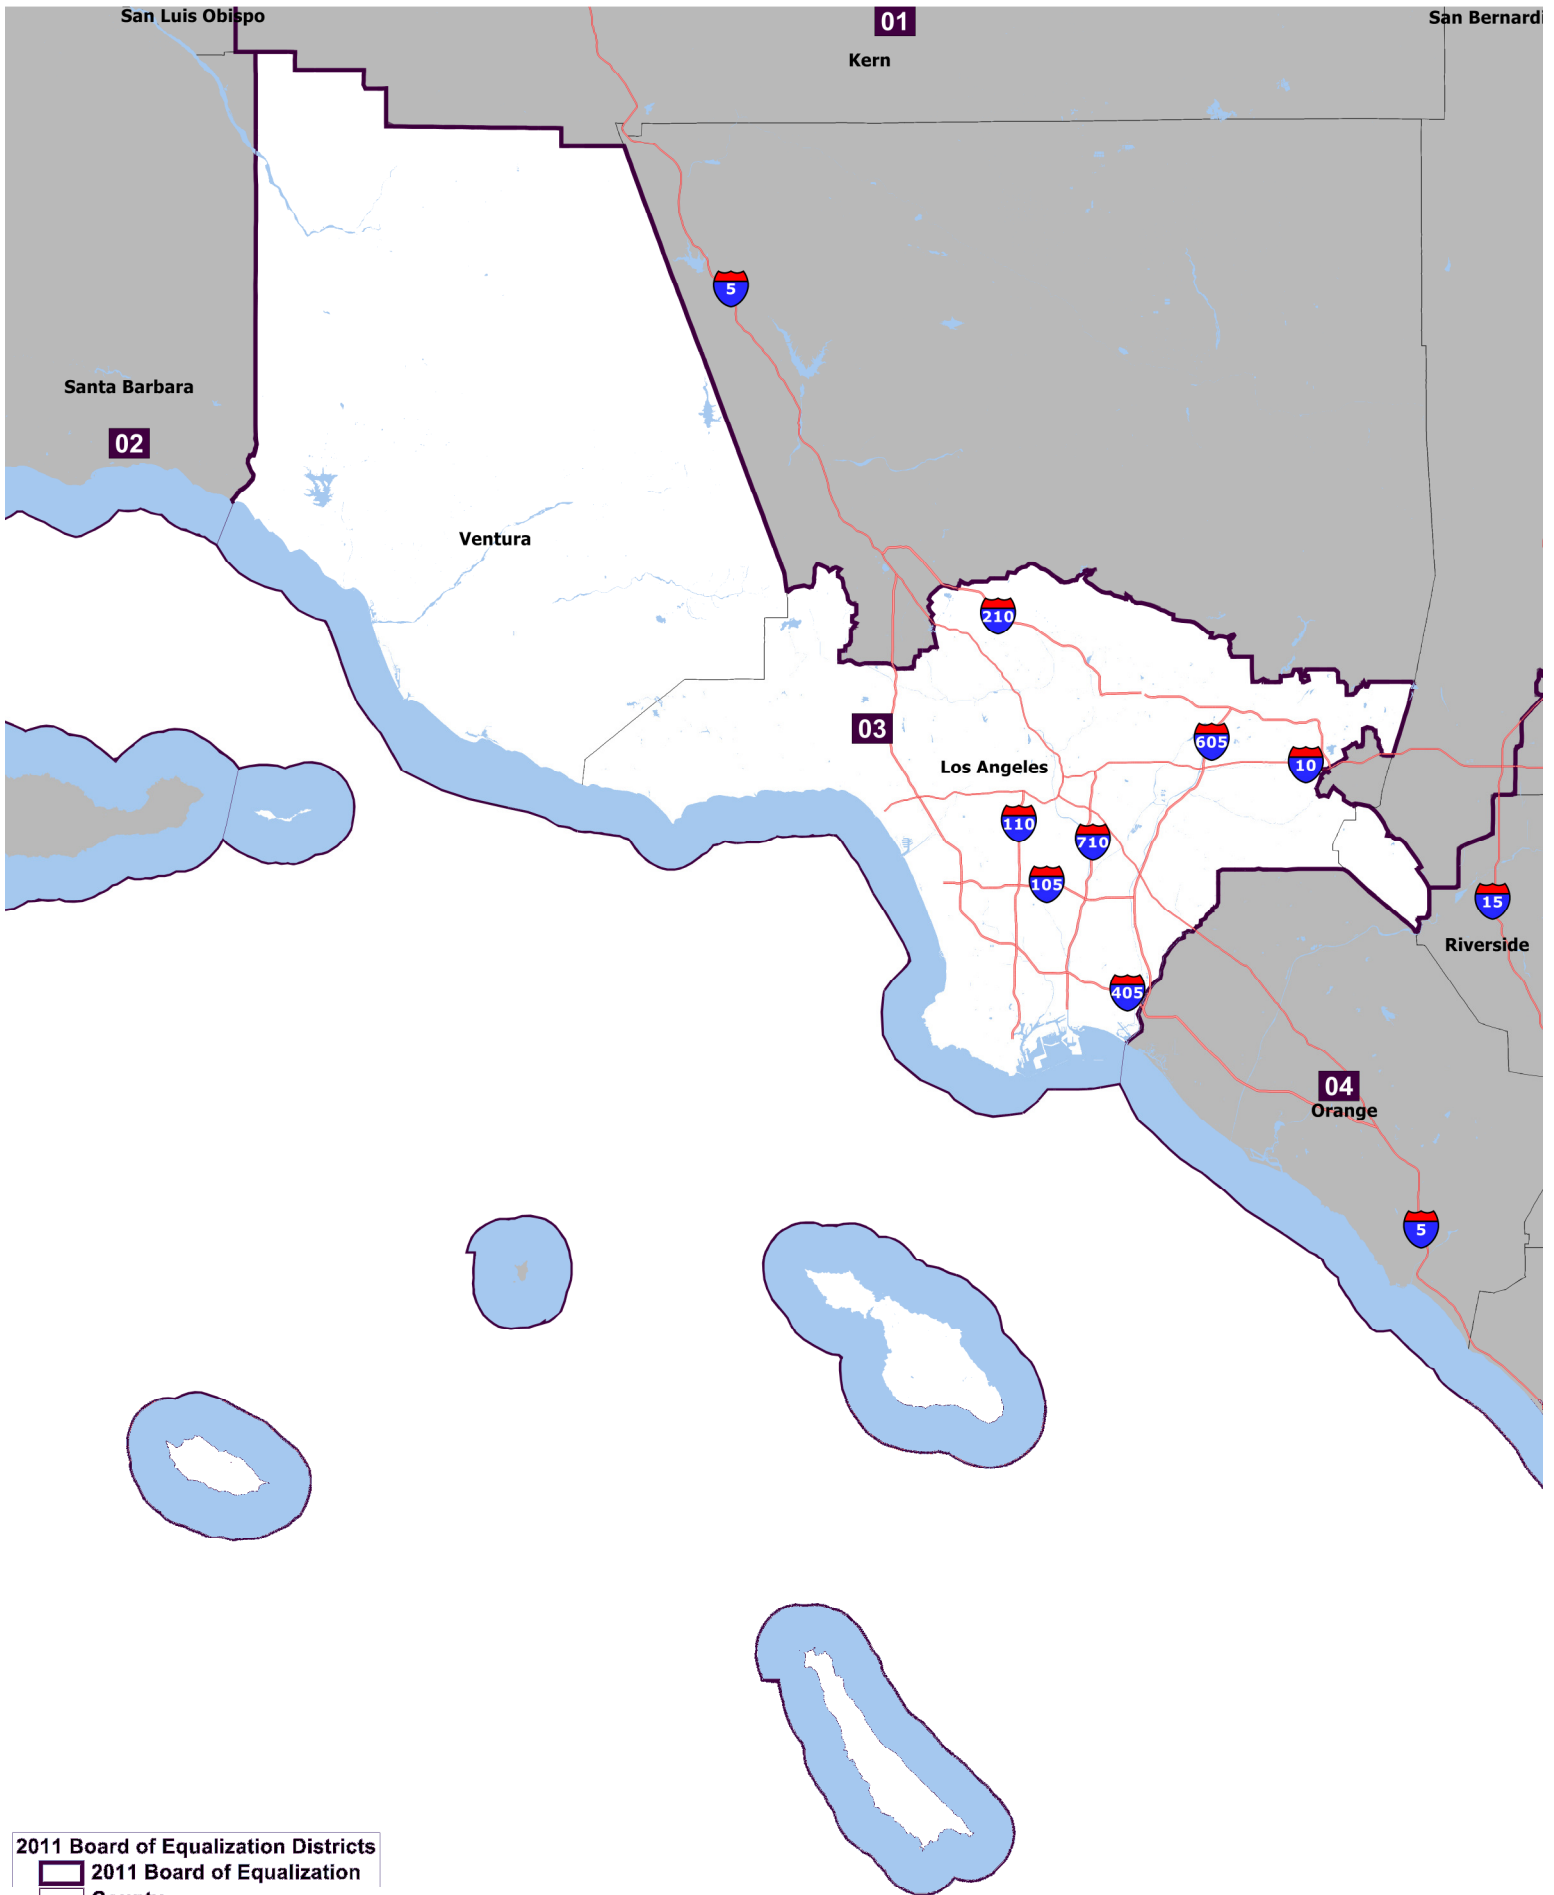 San Luis Obispo
01
San Bernardi
Kern
5
Santa Barbara
02
Ventura
210
03
605
Los Angeles
10
110
710
105
15
Riverside
405
04
Orange
5
2011 Board of Equalization Districts
2011 Board of Equalization